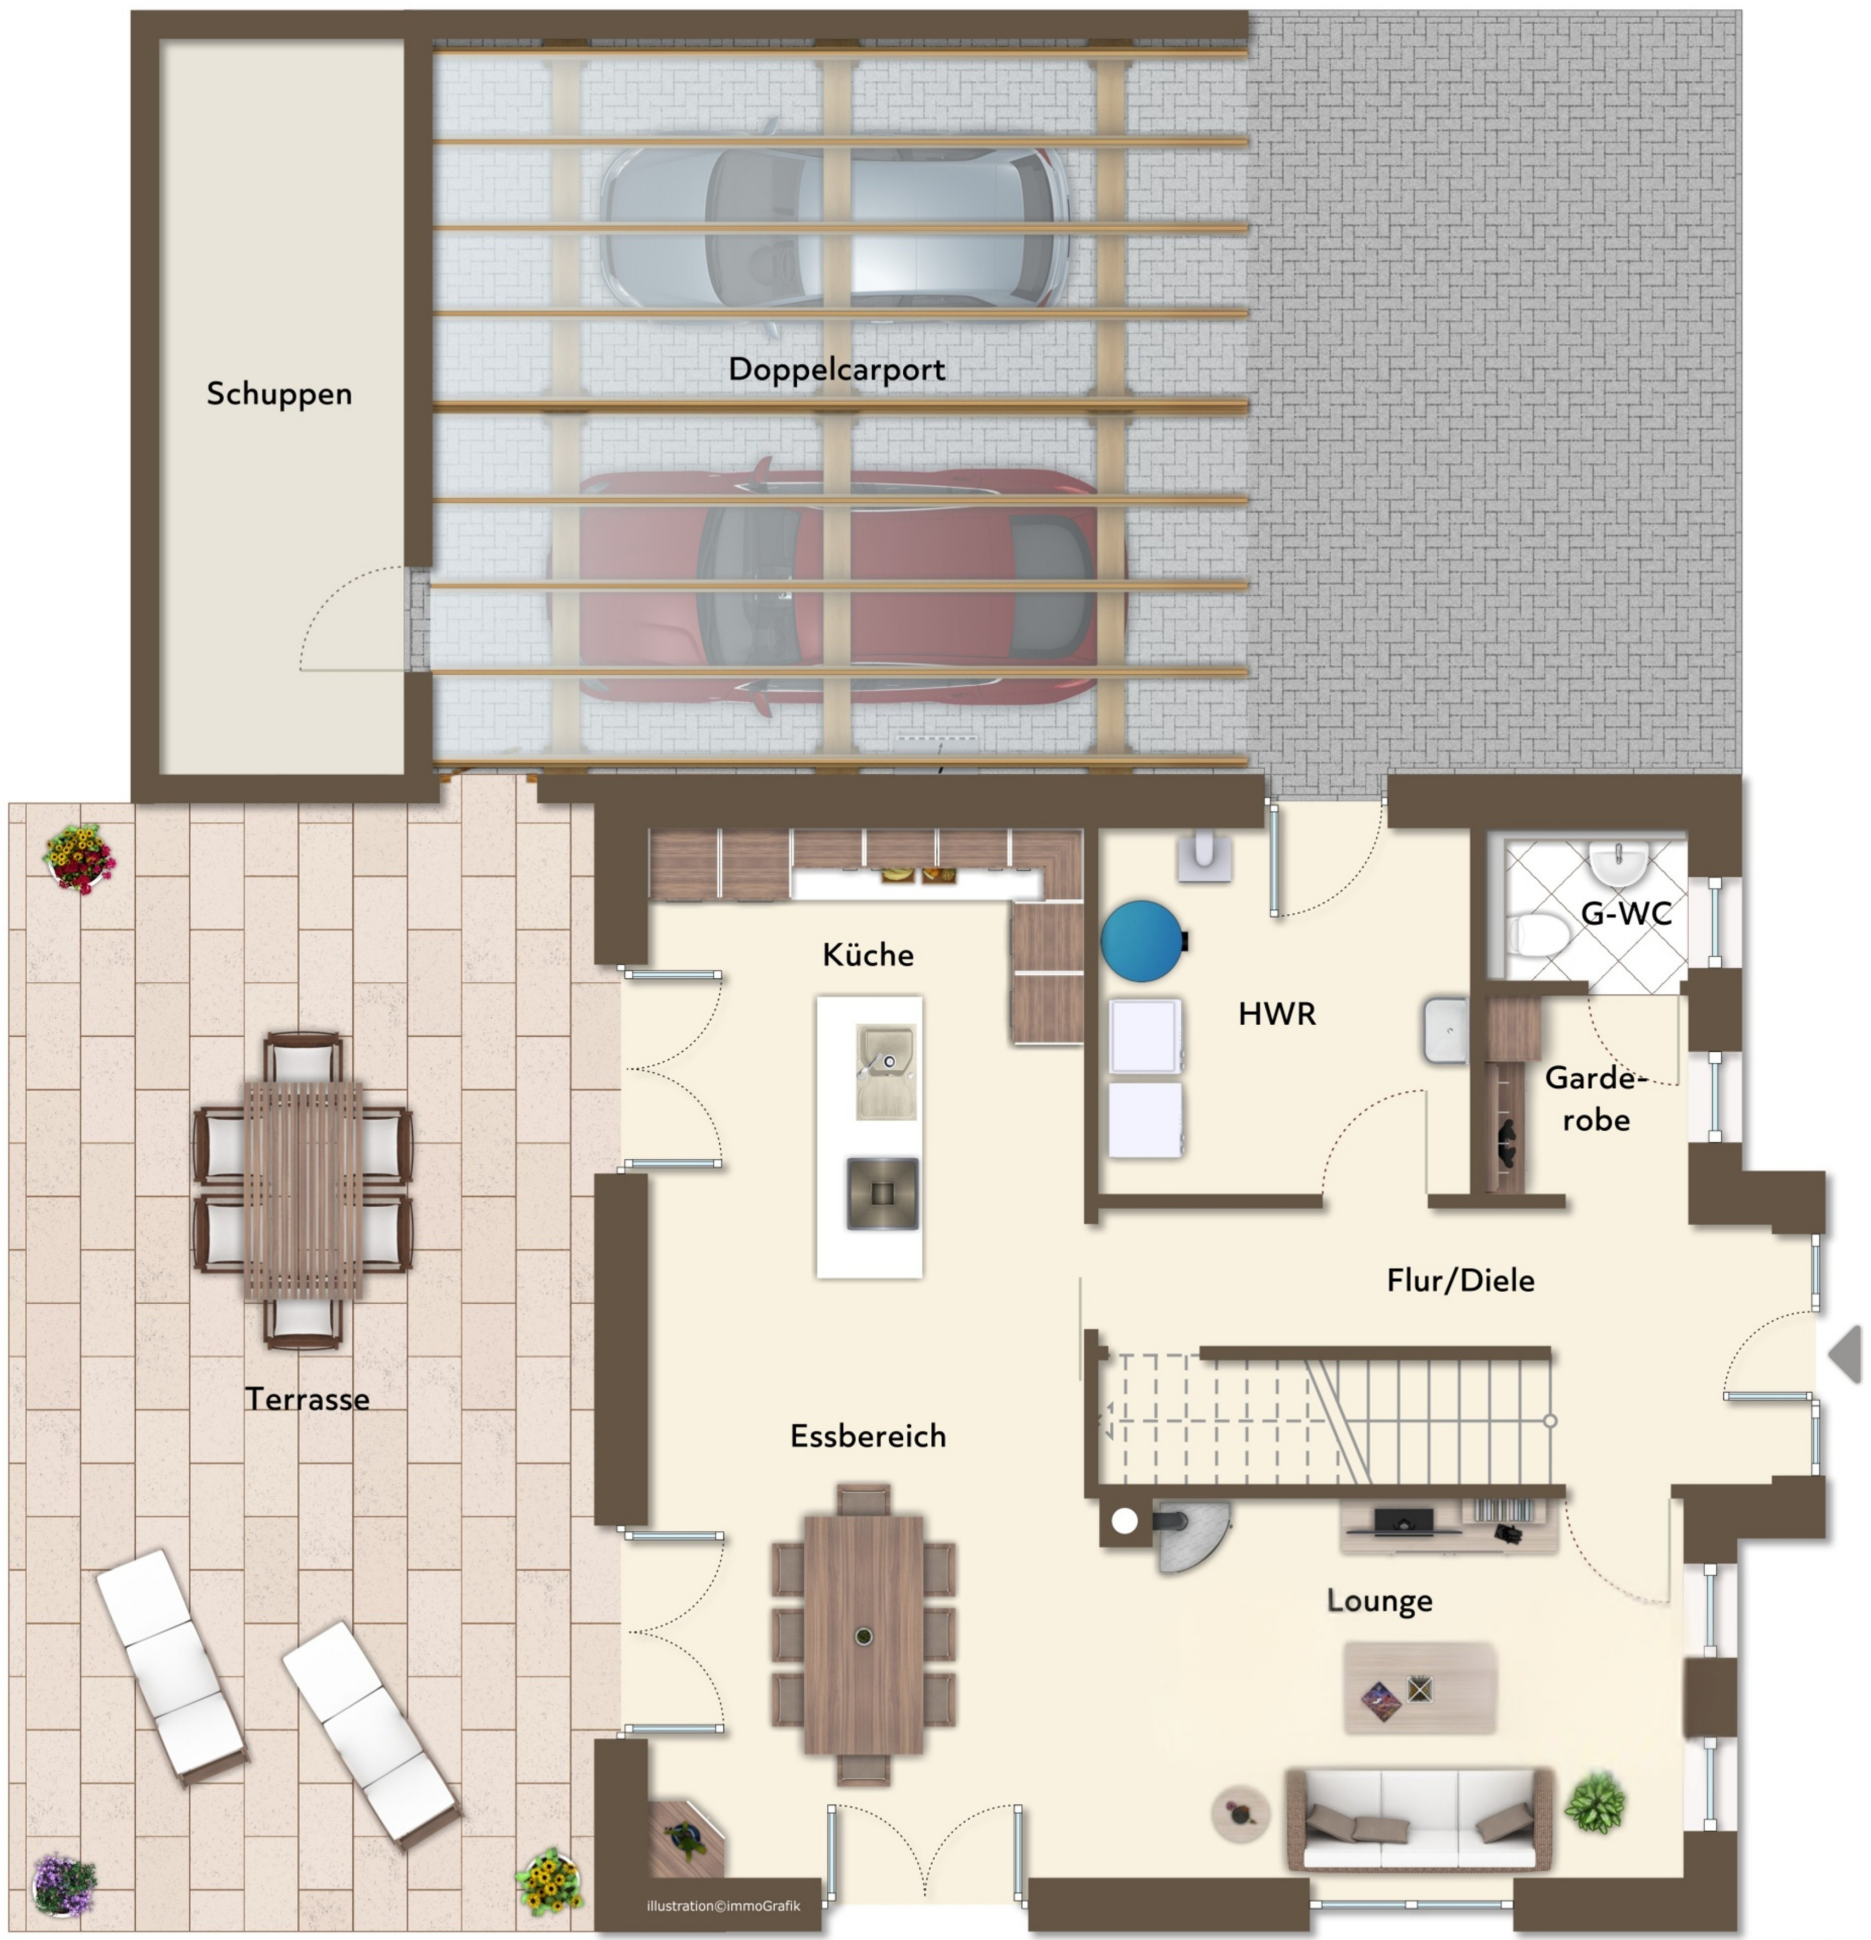 Doppelcarport
Schuppen
G-WC
Küche
HWR
Garde-
robe
Flur/Diele
Terrasse
Essbereich
Lounge
illustration©immoGrafik